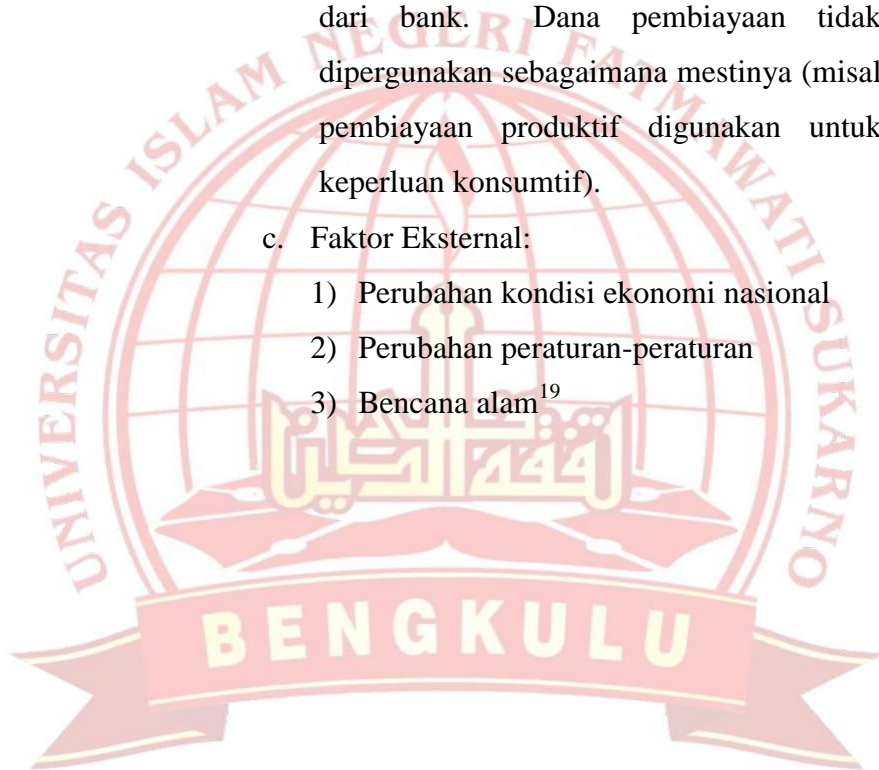 dari bank. Dana pembiayaan tidak
dipergunakan sebagaimana mestinya (misal
pembiayaan produktif digunakan untuk
keperluan konsumtif).
c. Faktor Eksternal:
1) Perubahan kondisi ekonomi nasional
2) Perubahan peraturan-peraturan
3) Bencana alam19
UNIVERSITAS ISLAM NEGERI FATMAWATI SUKARNO
BENGKULU